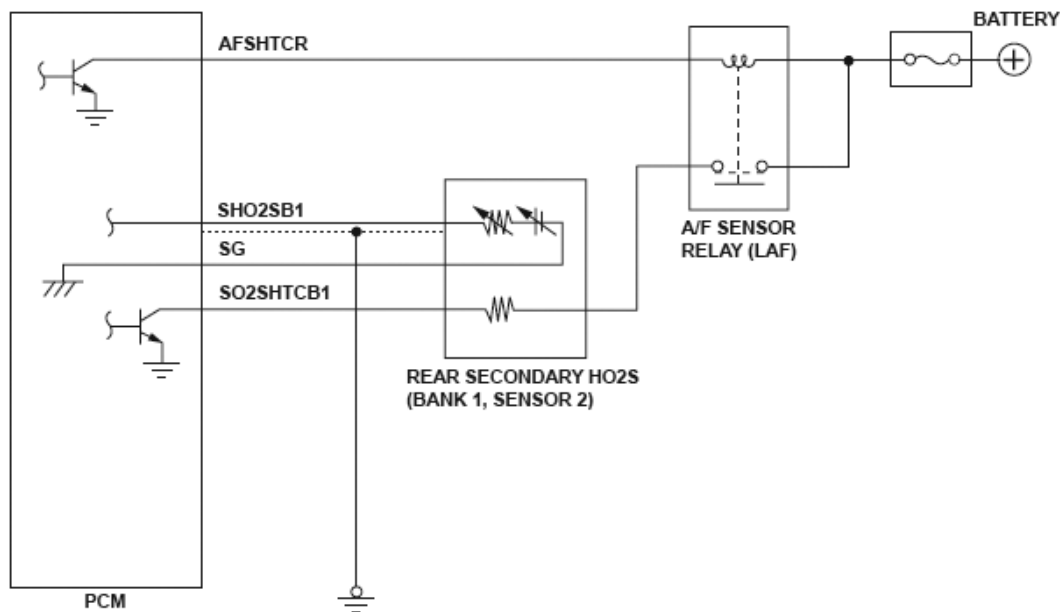 BATTERY
AFSHTCR
SHO2SB1
SG
SO2SHTCB1
A/F SENSOR
RELAY (LAF)
REAR SECONDARY HO2S
(BANK 1, SENSOR 2)
PCM